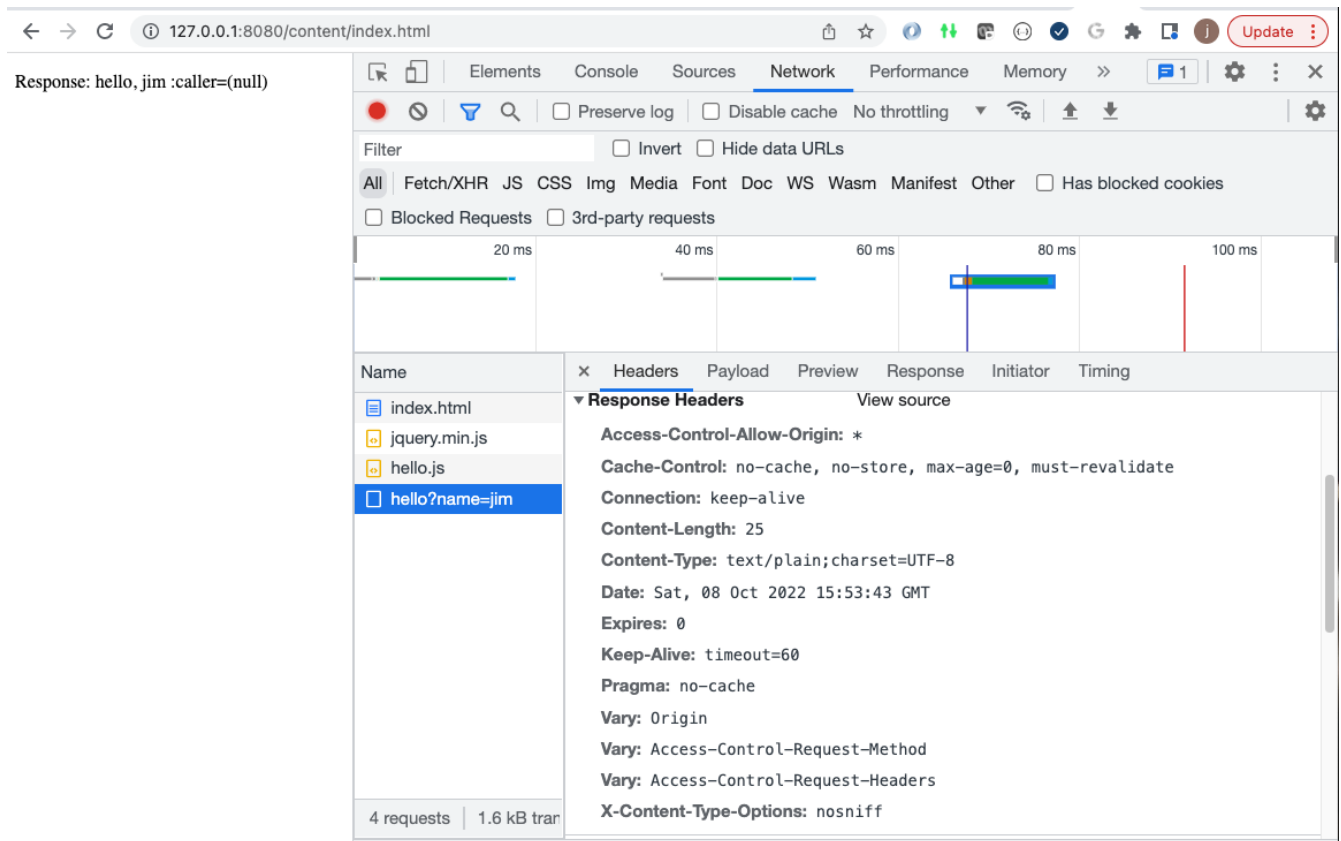 127.0.0.1:8080/content/index.html
j
Update
Response: hello, jim :caller=(null)
Elements Console Sources Network Performance Memory » 1
Preserve log Disable cache No throttling
Filter Invert Hide data URLs
All Fetch/XHR JS CSS Img Media Font Doc WS Wasm Manifest Other Has blocked cookies
Blocked Requests 3rd-party requests
20 ms 40 ms 60 ms 80 ms 100 ms
Name
index.html
jquery.min.js
hello.js
hello?name=jim
4 requests 1.6 kB tran
Headers Payload Preview Response Initiator Timing
Response Headers View source
Access-Control-Allow-Origin: *
Cache-Control: no-cache, no-store, max-age=0, must-revalidate
Connection: keep-alive
Content-Length: 25
Content-Type: text/plain;charset=UTF-8
Date: Sat, 08 Oct 2022 15:53:43 GMT
Expires: 0
Keep-Alive: timeout=60
Pragma: no-cache
Vary: Origin
Vary: Access-Control-Request-Method
Vary: Access-Control-Request-Headers
X-Content-Type-Options: nosniff